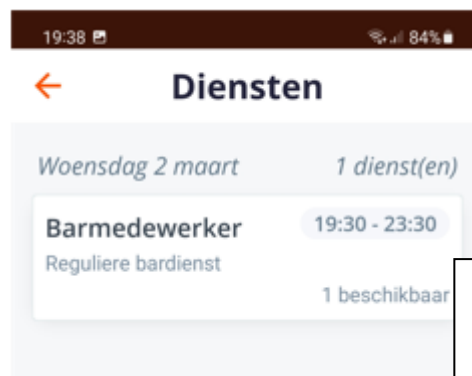 19:38 84%
Diensten
Woensdag 2 maart 1 dienst(en)
Barmedewerker 19:30 - 23:30
Reguliere bardienst
1 beschikbaar